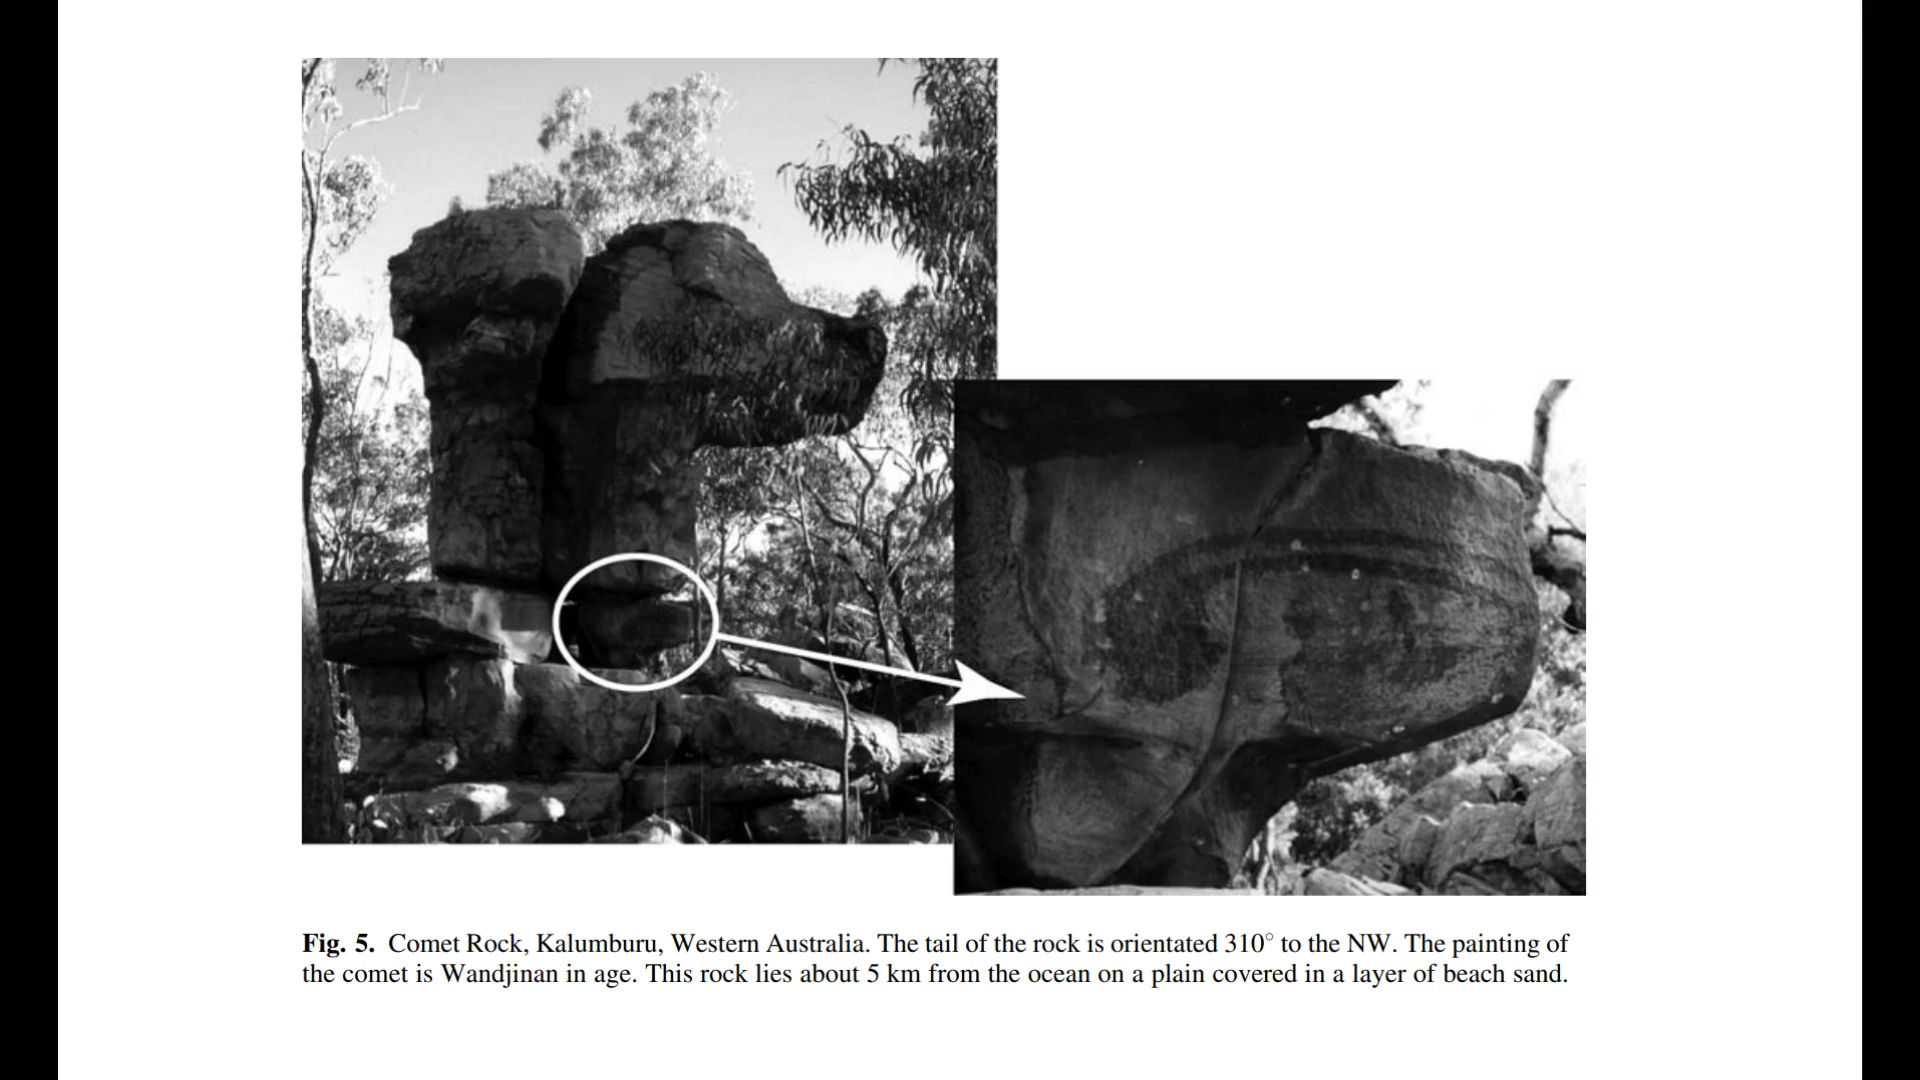 Fig. 5. Comet Rock, Kalumburu, Western Australia. The tail of the rock is orientated 310° to the NW. The painting of
the comet is Wandjinan in age. This rock lies about 5 km from the ocean on a plain covered in a layer of beach sand.